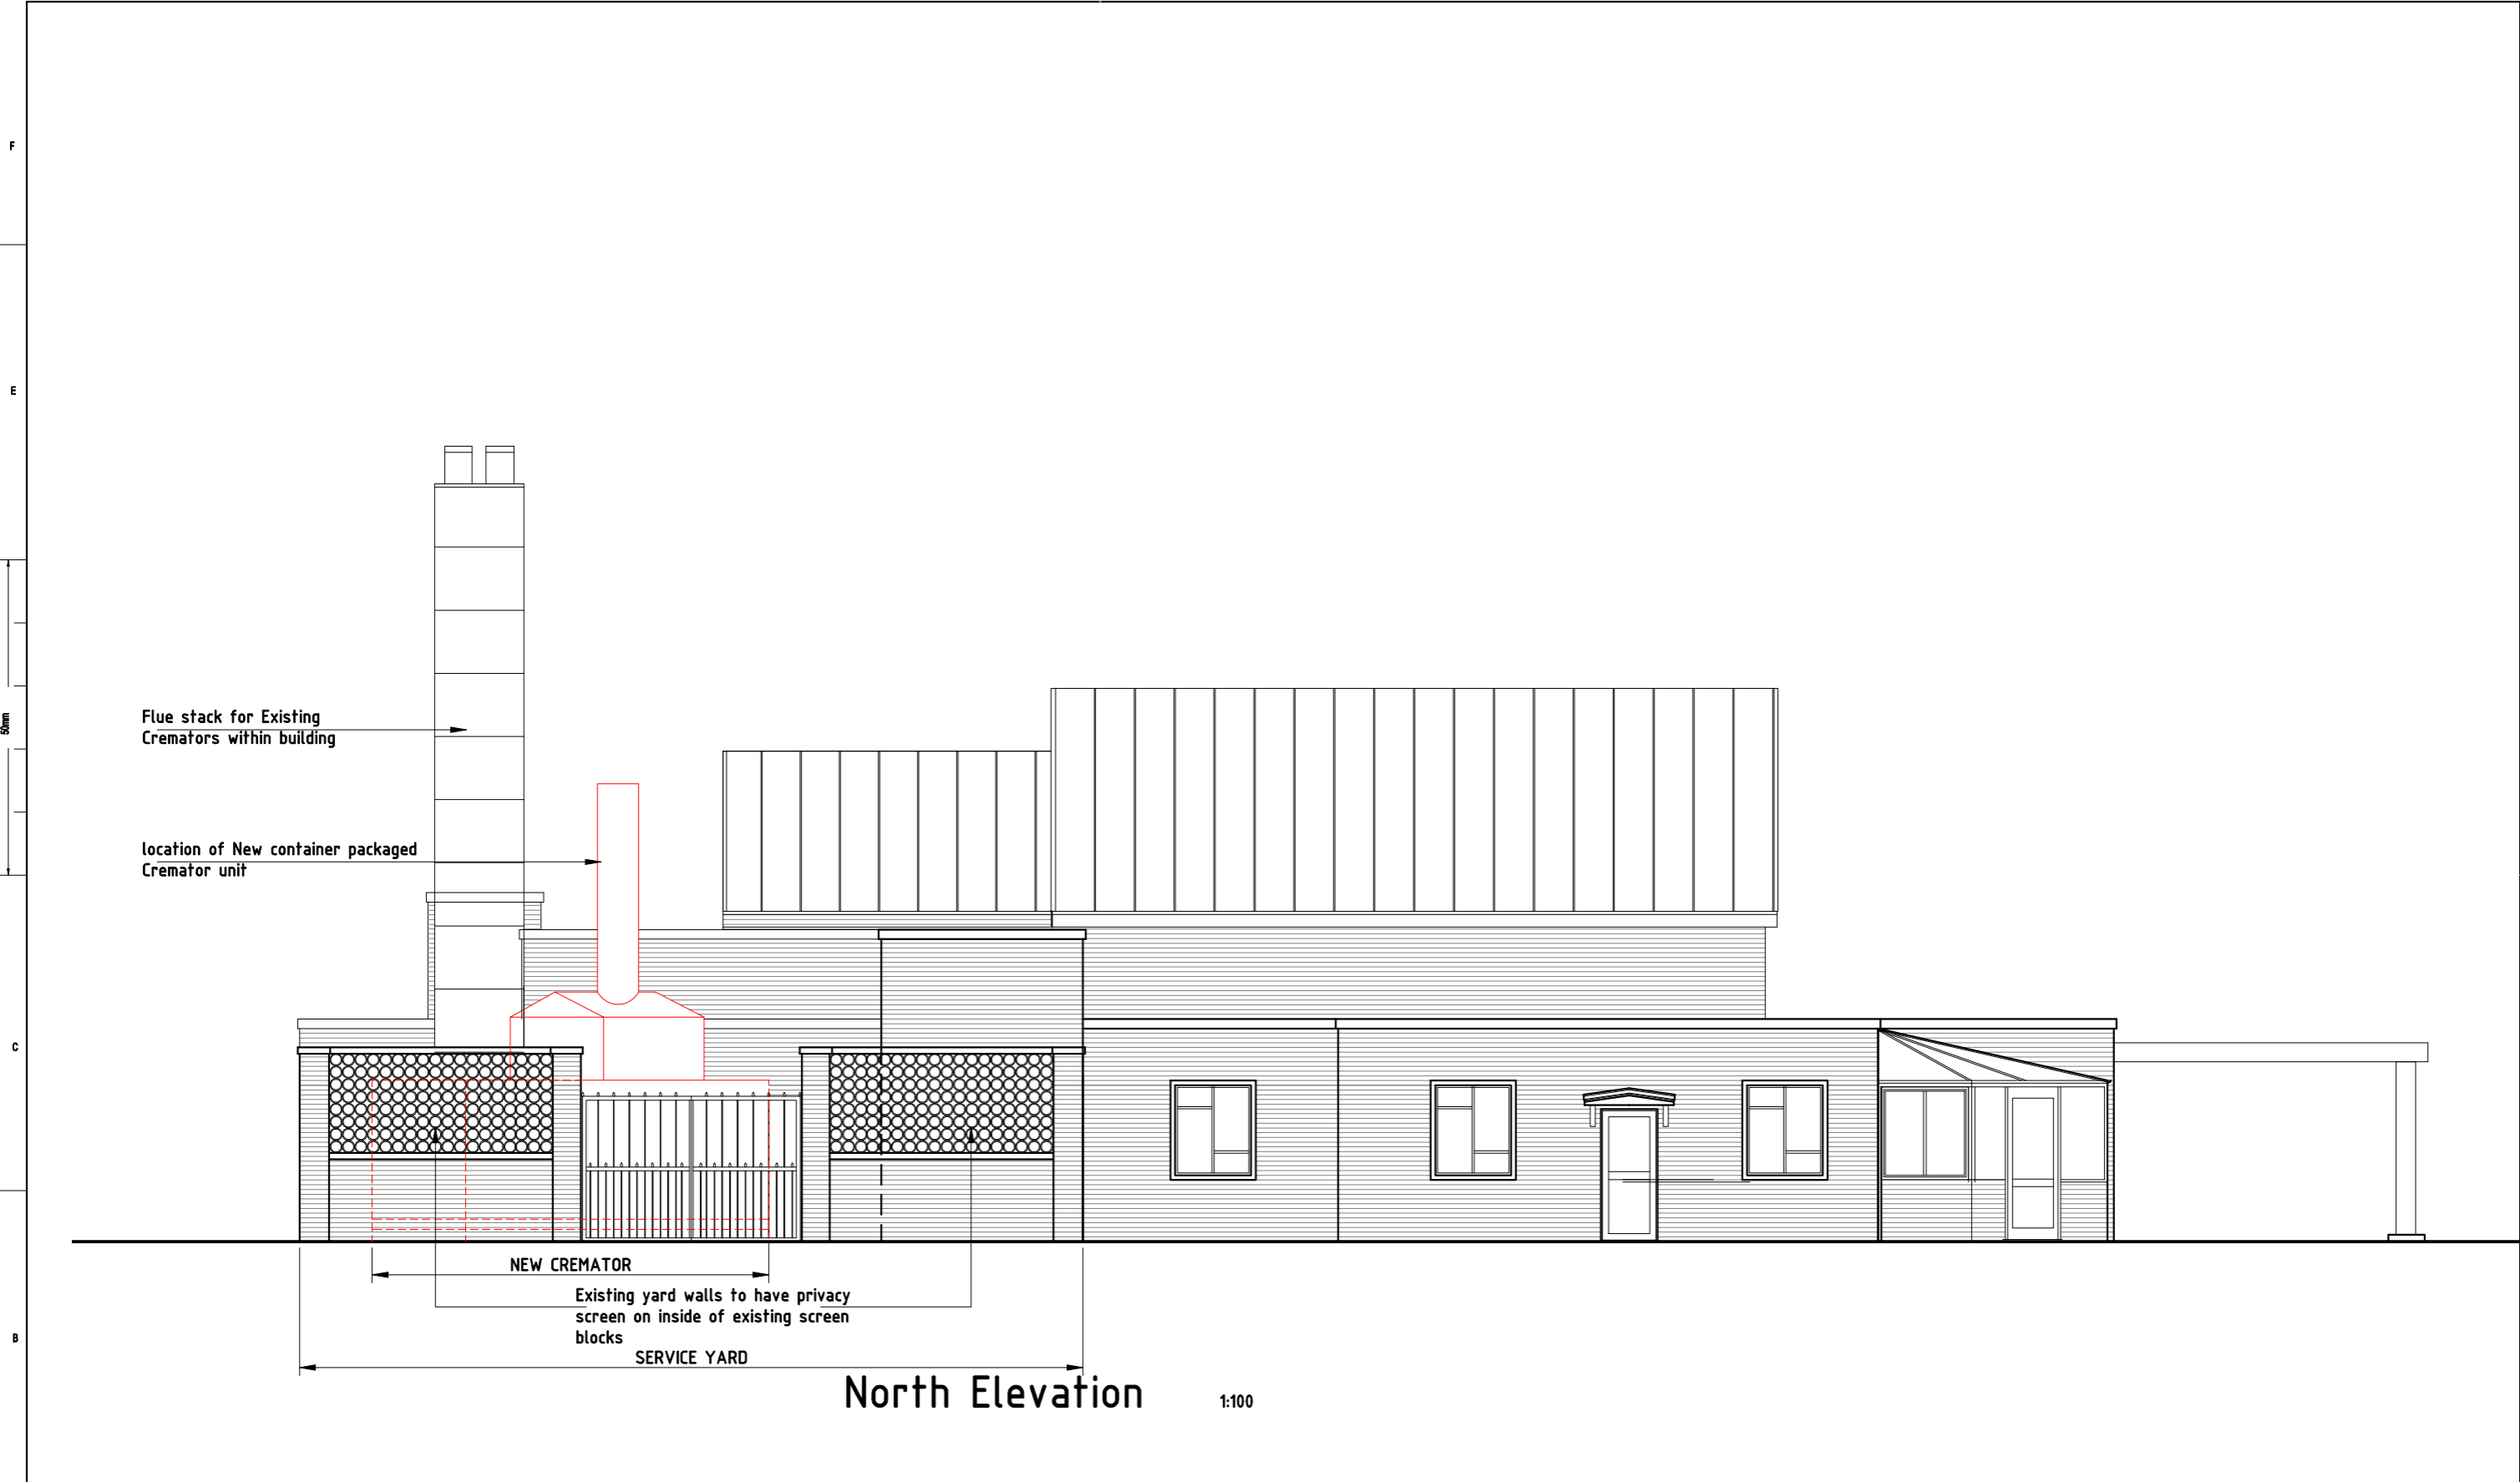 F
E
50mm
Flue stack for Existing
Cremators within building
location of New container packaged
Cremator unit
C
NEW CREMATOR
Existing yard walls to have privacy
screen on inside of existing screen
blocks
B
SERVICE YARD
North Elevation 1:100